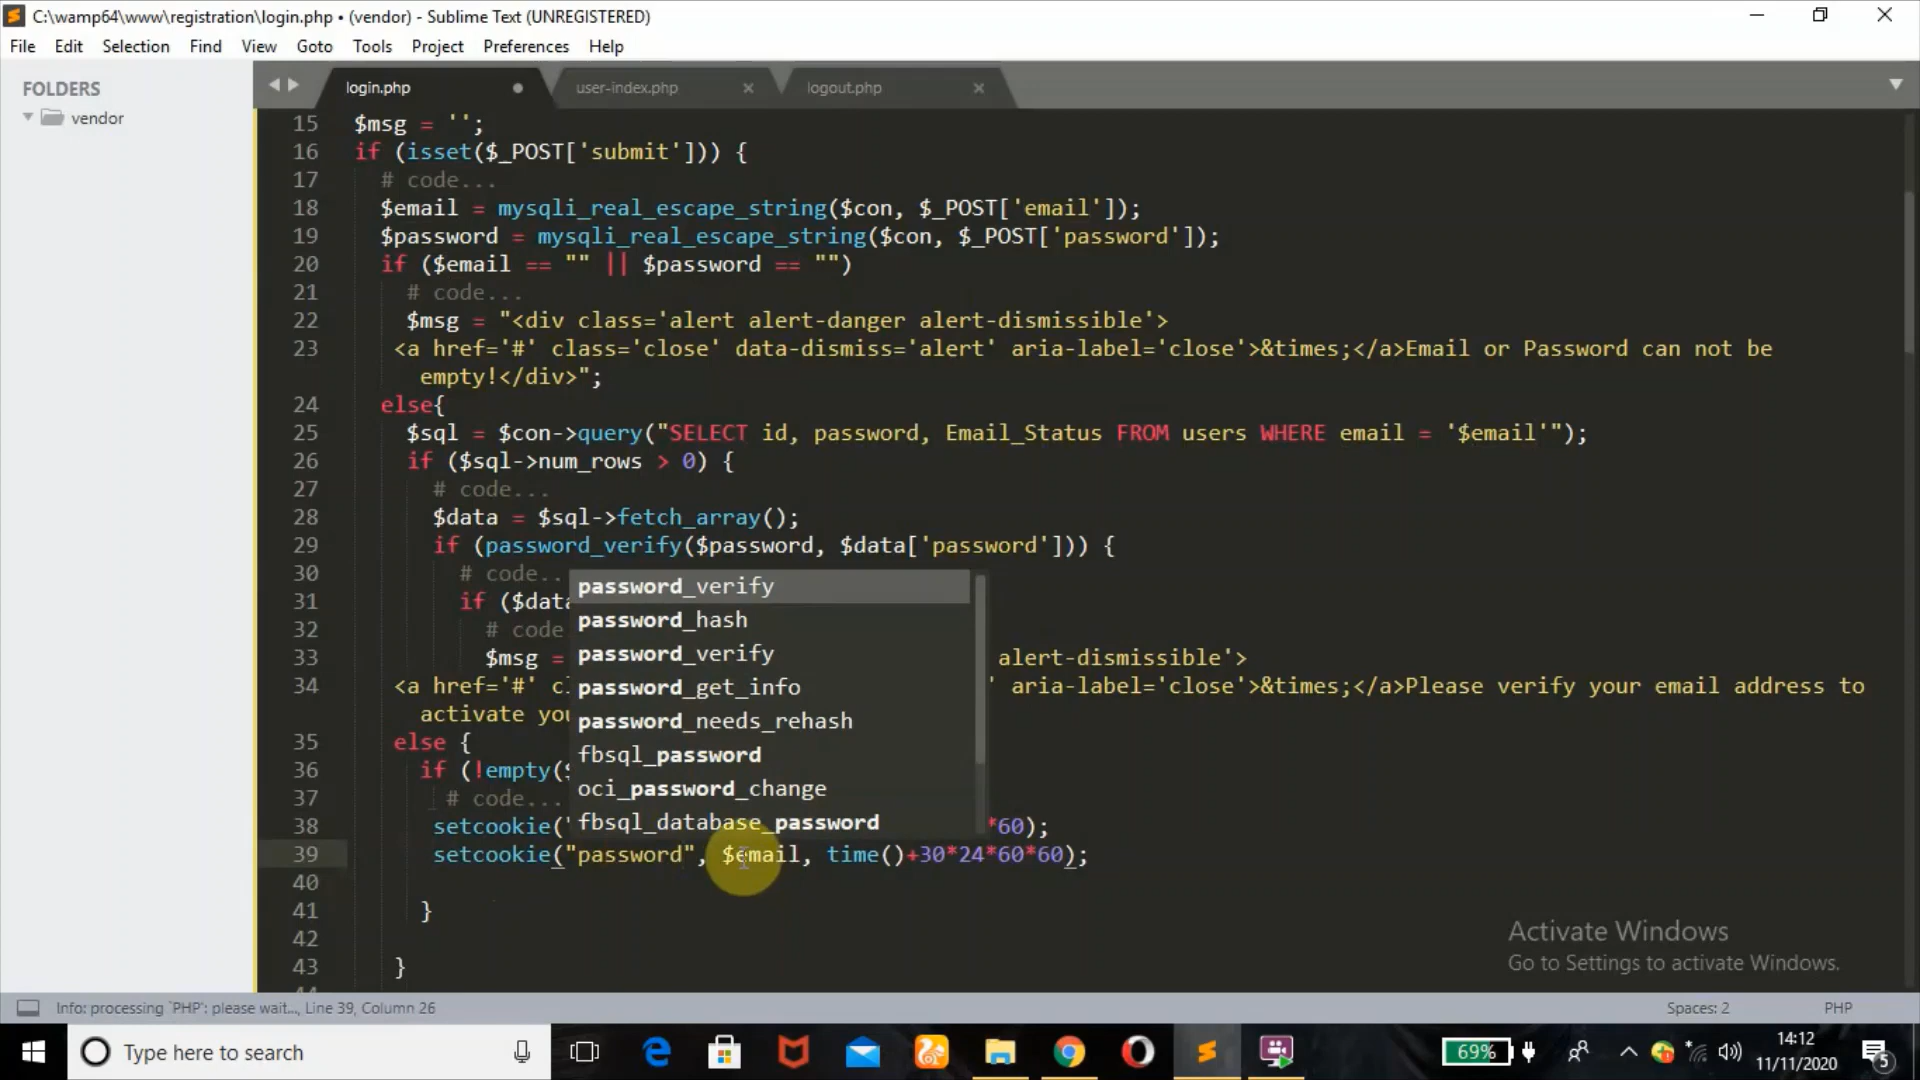 C:\wamp64\www\registration\login.php • (vendor) - Sublime Text (UNREGISTERED)
File Edit Selection Find View Goto Tools Project Preferences Help
FOLDERS
vendor
login.php user-index.php logout.php
15 $msg = '';
16 if (isset($_POST['submit'])) {
17 # code...
18 $email = mysqli_real_escape_string($con, $_POST['email']);
19 $password = mysqli_real_escape_string($con, $_POST['password']);
20 if ($email == "" || $password == "")
21 # code...
22 $msg = "<div class='alert alert-danger alert-dismissible'>
23 <a href='#' class='close' data-dismiss='alert' aria-label='close'>&times;</a>Email or Password can not be
empty!</div>";
24 else{
25 $sql = $con->query("SELECT id, password, Email_Status FROM users WHERE email = '$email'");
26 if ($sql->num_rows > 0) {
27 # code...
28 $data = $sql->fetch_array();
29 if (password_verify($password, $data['password'])) {
30 # code..
31 if ($data
32 # code
33 $msg = alert-dismissible'>
34 <a href='#' cl ' aria-label='close'>&times;</a>Please verify your email address to
activate yo
35 else {
36 if (!empty($
37 # code...
38 setcookie(" *60);
39 setcookie("password", $email, time()+30*24*60*60);
40
41 }
42
43 }
password_verify
password_hash
password_verify
password_get_info
password_needs_rehash
fbsql_password
oci_password_change
fbsql_database_password
Activate Windows
Go to Settings to activate Windows.
Info: processing `PHP`: please wait..., Line 39, Column 26 Spaces: 2 PHP
Type here to search
69%
14:12
11/11/2020
5